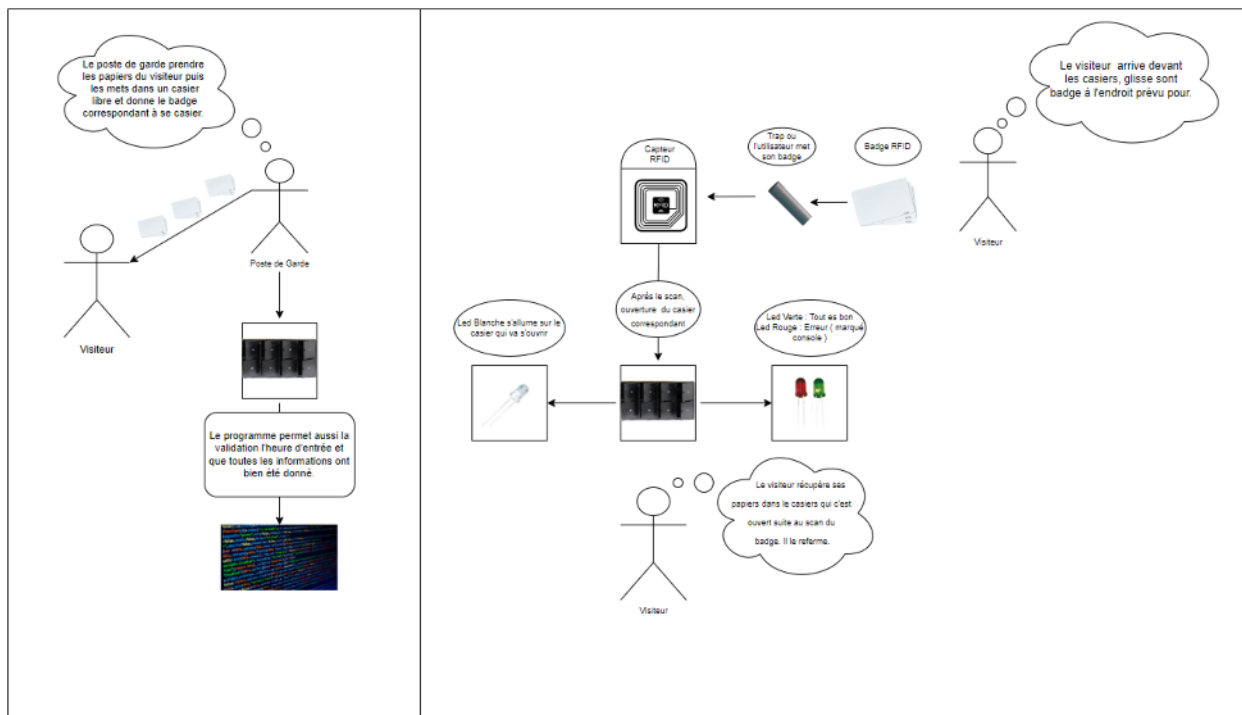 Le poste de garde prendre
les papiers du visiteur puis
les mets dans un casier
libre et donne le badge
correspondant à se casier.
Poste de Garde
Visiteur
Le programme permet aussi la
validation l'heure d'entrée et
que toutes les informations ont
bien été donné.
Le visiteur arrive devant
les casiers, glisse sont
badge à l'endroit prévu pour.
Capteur
RFID
RFID
Trap ou
l'utilisateur met
son badge
Badge RFID
Visiteur
Après le scan,
ouverture du casier
correspondant
Led Blanche s'allume sur le
casier qui va s'ouvrir
Led Verte : Tout es bon
Led Rouge : Erreur ( marqué
console )
Le visiteur récupère ses
papiers dans le casiers qui c'est
ouvert suite au scan du
badge. Il le referme.
Visiteur